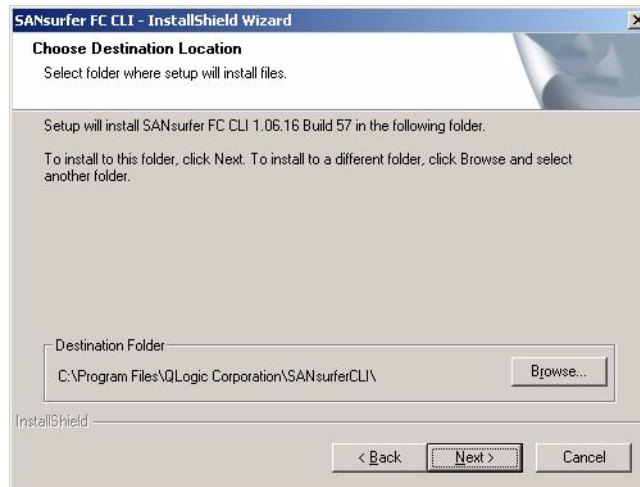 SANsurfer FC CLI - InstallShield Wizard
Choose Destination Location
Select folder where setup will install files.
Setup will install SANsurfer FC CLI 1.06.16 Build 57 in the following folder.
To install to this folder, click Next. To install to a different folder, click Browse and select
another folder.
Destination Folder
C:\Program Files\QLogic Corporation\SANsurferCLI\
Browse...
InstallShield
< Back
Next >
Cancel